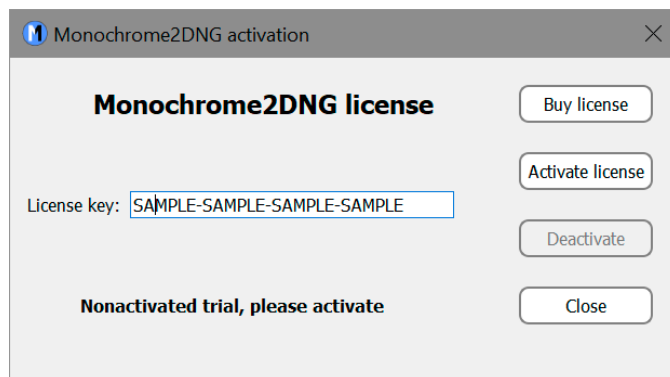 Monochrome2DNG activation
Monochrome2DNG license
Buy license
Activate license
License key: SAMPLE-SAMPLE-SAMPLE-SAMPLE
Deactivate
Nonactivated trial, please activate
Close